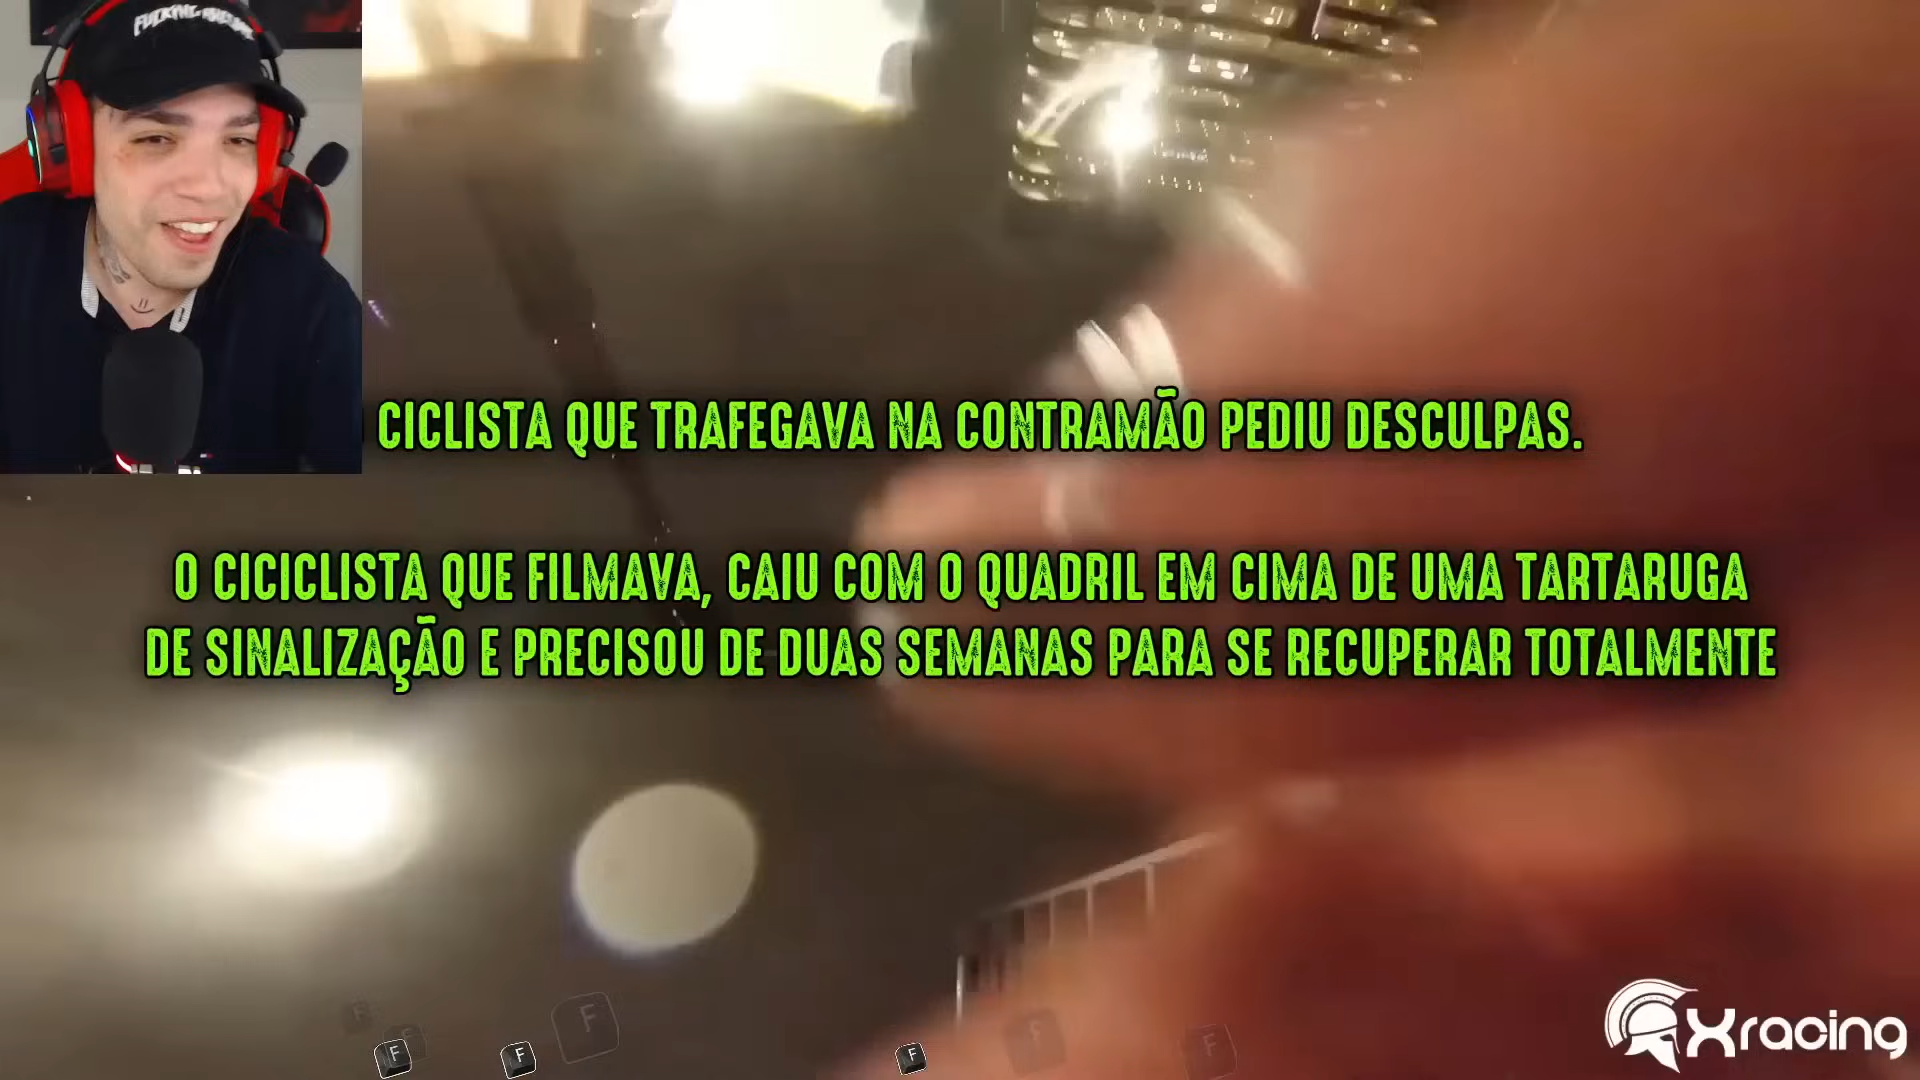 CICLISTA QUE TRAFEGAVA NA CONTRAMÃO PEDIU DESCULPAS.
O CICICLISTA QUE FILMAVA, CAIU COM O QUADRIL EM CIMA DE UMA TARTARUGA
DE SINALIZAÇÃO E PRECISOU DE DUAS SEMANAS PARA SE RECUPERAR TOTALMENTE
F
F
F
F
F
F
Xracing